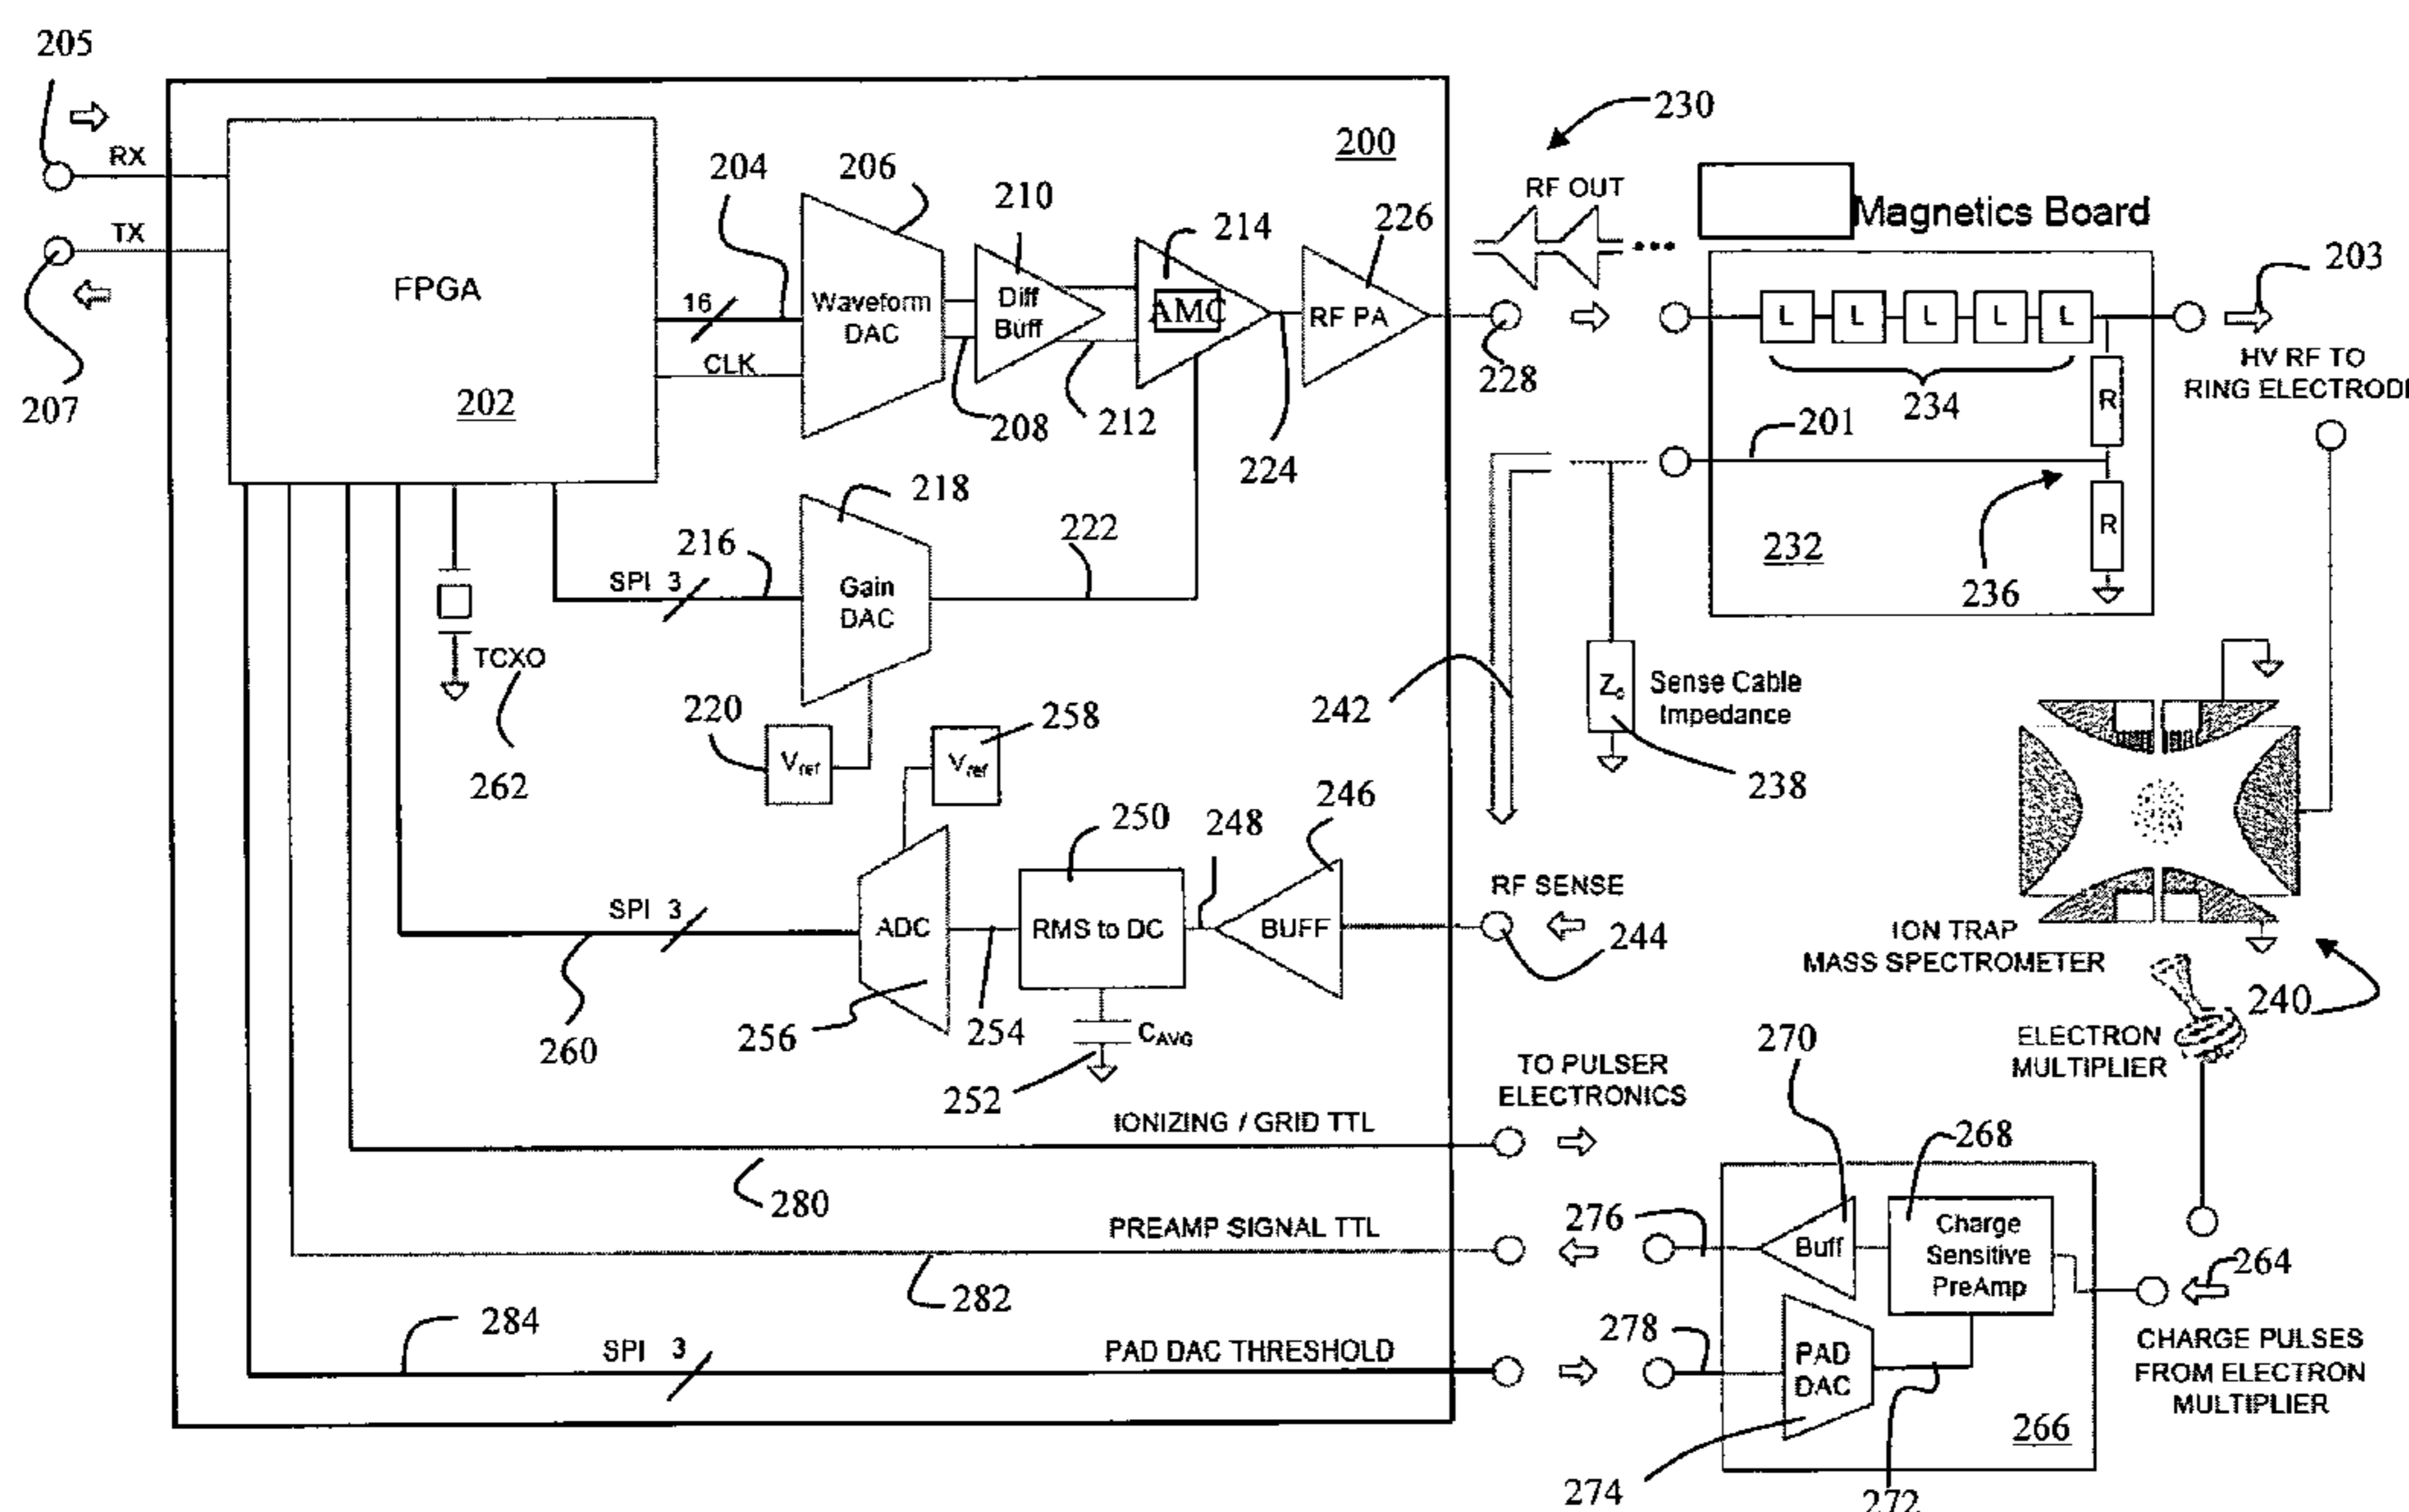 205
RX
TX
207
FPGA
202
16
204
CLK
206
Waveform
DAC
208
210
Diff
Buff
212
214
AMC
224
226
RF PA
200
228
230
RF OUT
Magnetics Board
L L L L L
234
203
HV RF TO
RING ELECTROD
R
R
201
236
232
SPI 3
216
218
Gain
DAC
222
TCXO
262
220
Vref
258
Vref
242
Sense Cable
Impedance
238
246
BUFF
248
250
RMS to DC
254
CAVG
252
ADC
256
SPI 3
260
RF SENSE
244
ION TRAP
MASS SPECTROMETER
240
ELECTRON
MULTIPLIER
TO PULSER
ELECTRONICS
IONIZING / GRID TTL
280
PREAMP SIGNAL TTL
282
284
SPI 3
PAD DAC THRESHOLD
270
268
276
Buff
Charge
Sensitive
PreAmp
264
CHARGE PULSES
FROM ELECTRON
MULTIPLIER
278
PAD
DAC
274
272
266